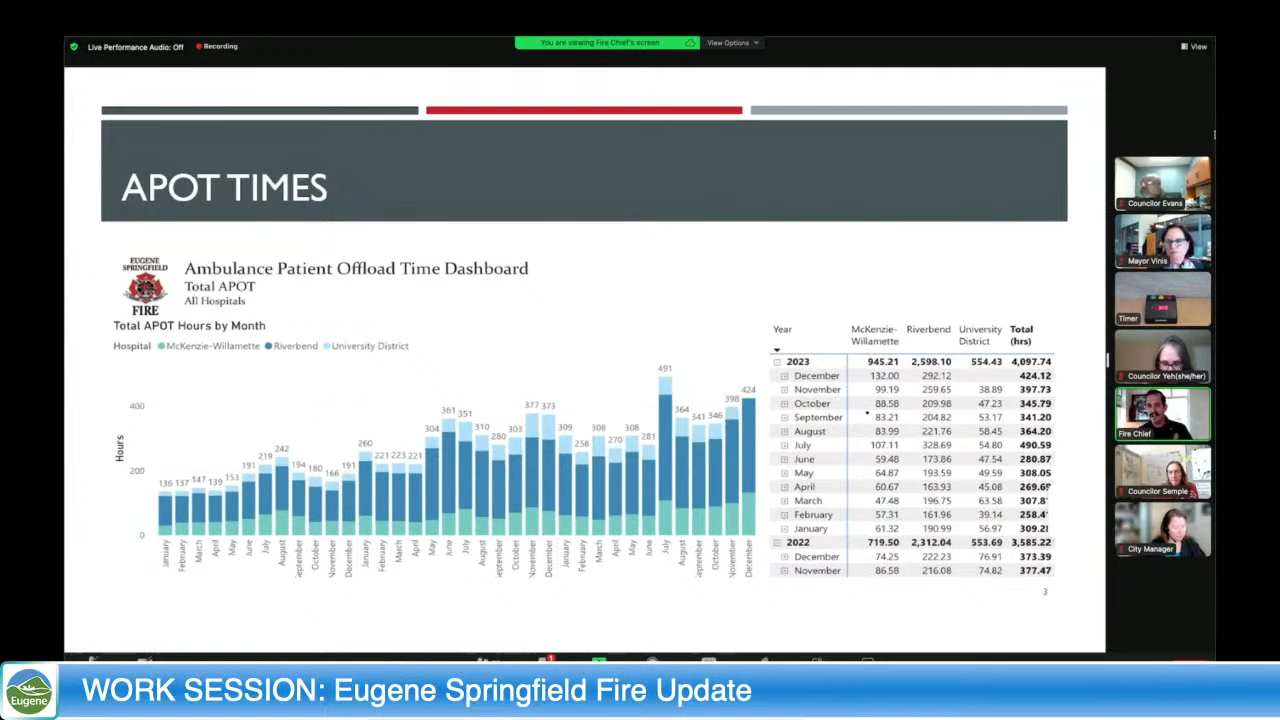 Live Performance Audio: Off
Recording
You are viewing Fire Chief's screen
View Options
View
APOT TIMES
EUGENE
SPRINGFIELD
FIRE
Ambulance Patient Offload Time Dashboard
Total APOT
All Hospitals
Total APOT Hours by Month
Hospital McKenzie-Willamette Riverbend University District
Hours
400
200
0
136 137 147 139 153 191 219 242 194 180 166 191 260 221 223 221 304 361 351 310 280 303 377 373 309 258 308 270 308 281 491 364 341 346 398 424
January February March April May June July August September October November December January February March April May June July August September October November December January February March April May June July August September October November December
Year McKenzie-Willamette Riverbend University District Total (hrs)
2023 945.21 2,598.10 554.43 4,097.74
December 132.00 292.12 424.12
November 99.19 259.65 38.89 397.73
October 88.58 209.98 47.23 345.79
September 83.21 204.82 53.17 341.20
August 83.99 221.76 58.45 364.20
July 107.11 328.69 54.80 490.59
June 59.48 173.86 47.54 280.87
May 64.87 193.59 49.59 308.05
April 60.67 163.93 45.08 269.69
March 47.48 196.75 63.58 307.81
February 57.31 161.96 39.14 258.41
January 61.32 190.99 56.97 309.28
2022 719.50 2,312.04 553.69 3,585.22
December 74.25 222.23 76.91 373.39
November 86.58 216.08 74.82 377.47
3
Councilor Evans
Mayor Vinis
Timer
Councilor Yeh(she/her)
Fire Chief
Councilor Semple
City Manager
1
Eugene
WORK SESSION: Eugene Springfield Fire Update